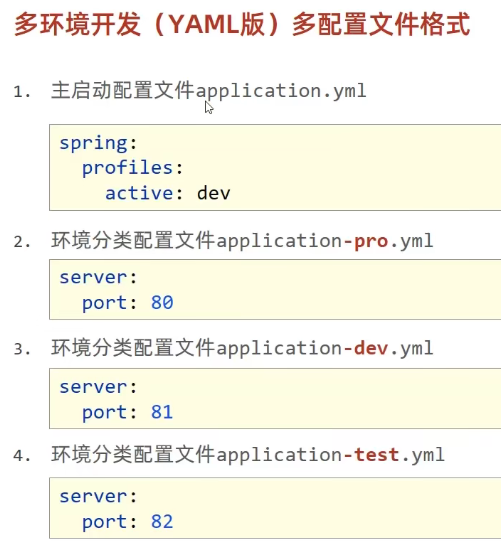 多环境开发（YAML版）多配置文件格式
1. 主启动配置文件application.yml
spring:
  profiles:
    active: dev
2. 环境分类配置文件application-pro.yml
server:
  port: 80
3. 环境分类配置文件application-dev.yml
server:
  port: 81
4. 环境分类配置文件application-test.yml
server:
  port: 82